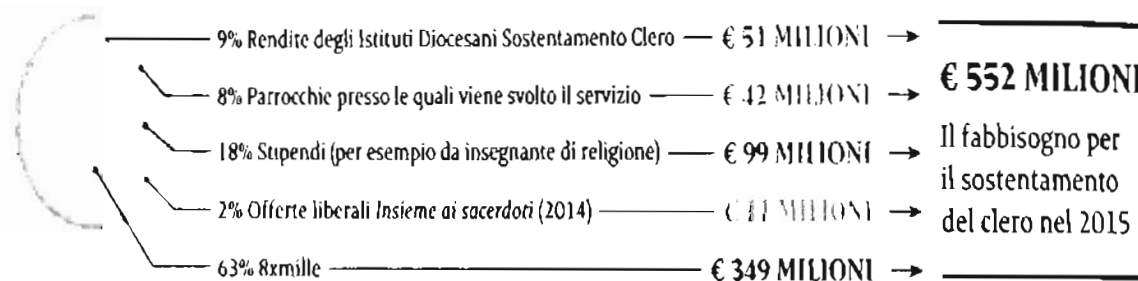 9% Rendite degli Istituti Diocesani Sostentamento Clero € 51 MILIONI
8% Parrocchie presso le quali viene svolto il servizio € 42 MILIONI
18% Stipendi (per esempio da insegnante di religione) € 99 MILIONI
2% Offerte liberali Insieme ai sacerdoti (2014) € 11 MILIONI
63% 8xmille € 349 MILIONI
€ 552 MILIONI
Il fabbisogno per
il sostentamento
del clero nel 2015